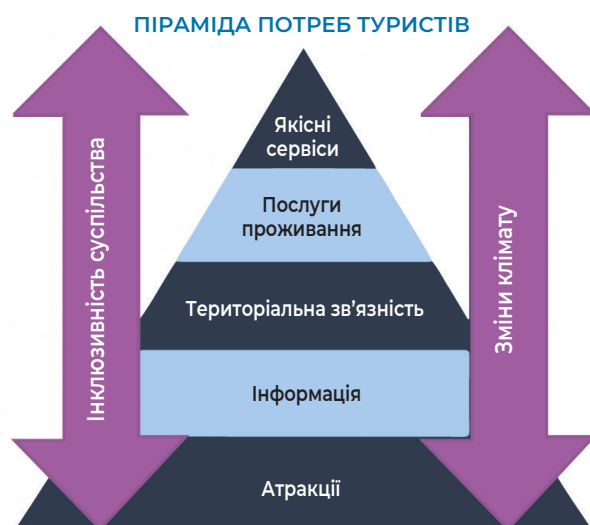 ПІРАМІДА ПОТРЕБ ТУРИСТІВ
Інклюзивність суспільства
Якісні
сервіси
Послуги
проживання
Територіальна зв’язність
Інформація
Атракції
Зміни клімату